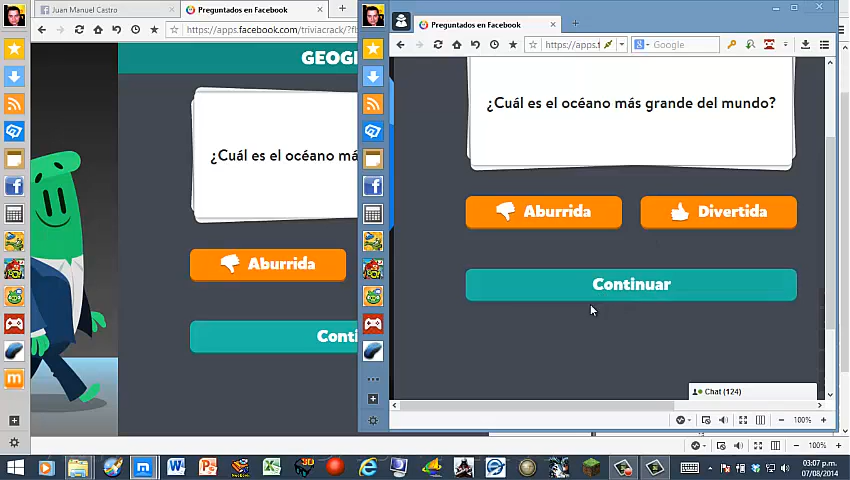 Juan Manuel Castro
Preguntados en Facebook
https://apps.facebook.com/triviacrack/?fb
GEOG
¿Cuál es el océano má
Aburrida
Conti
Preguntados en Facebook
https://apps.f
Google
¿Cuál es el océano más grande del mundo?
Aburrida
Divertida
Continuar
Chat (124)
100%
100%
03:07 p.m.
07/08/2014